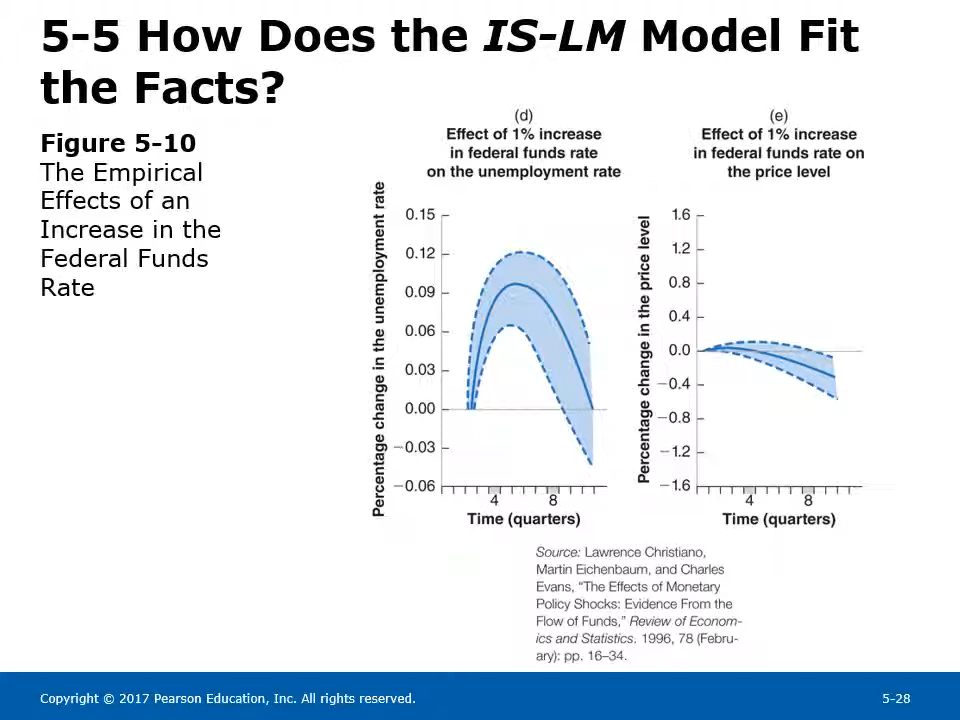 5-5 How Does the IS-LM Model Fit
the Facts?
Figure 5-10
The Empirical
Effects of an
Increase in the
Federal Funds
Rate
(d)
Effect of 1% increase
in federal funds rate
on the unemployment rate
Percentage change in the unemployment rate
0.15
0.12
0.09
0.06
0.03
0.00
−0.03
−0.06
4
8
Time (quarters)
(e)
Effect of 1% increase
in federal funds rate on
the price level
Percentage change in the price level
1.6
1.2
0.8
0.4
0.0
−0.4
−0.8
−1.2
−1.6
4
8
Time (quarters)
Source: Lawrence Christiano,
Martin Eichenbaum, and Charles
Evans, “The Effects of Monetary
Policy Shocks: Evidence From the
Flow of Funds,” Review of Econom-
ics and Statistics. 1996, 78 (Febru-
ary): pp. 16–34.
Copyright © 2017 Pearson Education, Inc. All rights reserved.
5-28